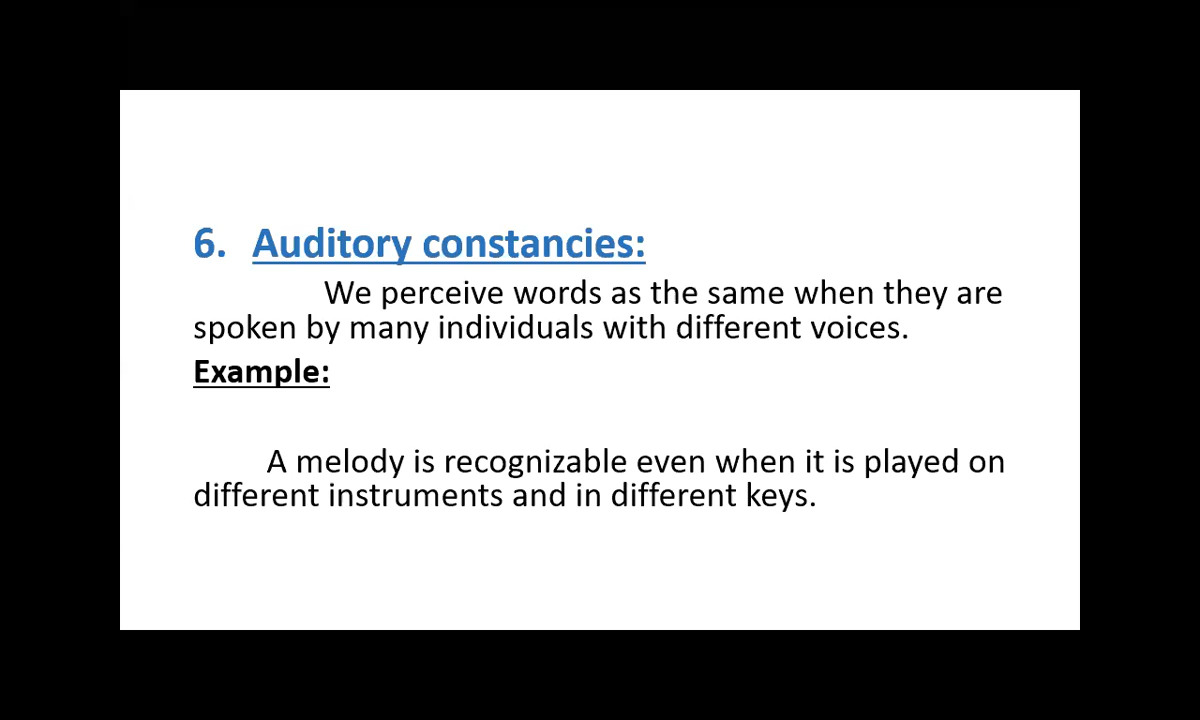 6. Auditory constancies:
We perceive words as the same when they are
spoken by many individuals with different voices.
Example:
A melody is recognizable even when it is played on
different instruments and in different keys.